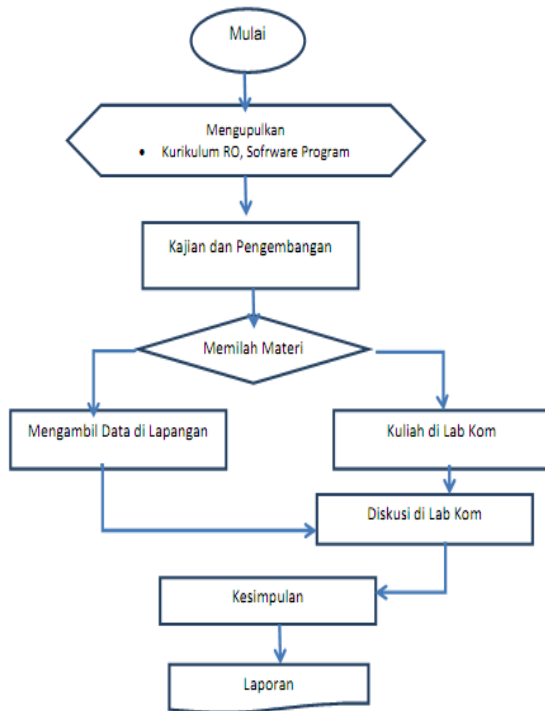 Mulai
Mengupulkan
• Kurikulum RO, Sofrware Program
Kajian dan Pengembangan
Memilah Materi
Mengambil Data di Lapangan
Kuliah di Lab Kom
Diskusi di Lab Kom
Kesimpulan
Laporan